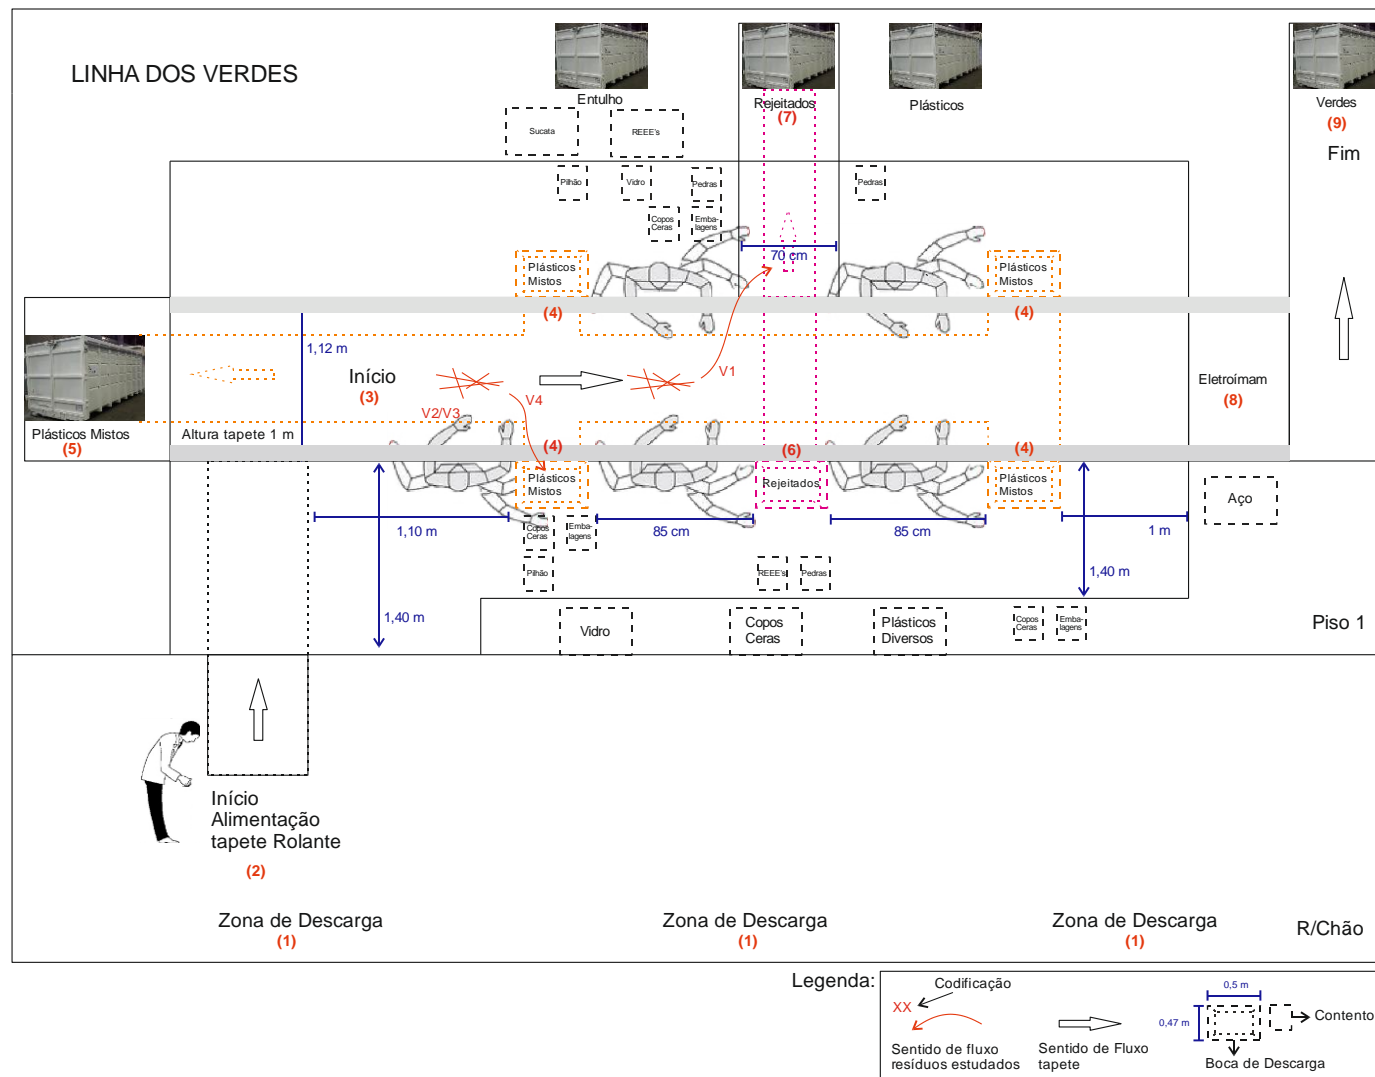 LINHA DOS VERDES
Entulho
Rejeitados
(7)
Plásticos
Verdes
(9)
Fim
Sucata
REEE's
Pilhão
Vidro
Pedras
Pedras
Copos
Ceras
Emba-
lagens
70 cm
Plásticos
Mistos
Plásticos
Mistos
(4)
(4)
1,12 m
Início
(3)
V1
V4
V2/V3
Eletroímam
(8)
Plásticos Mistos
(5)
Altura tapete 1 m
(4)
(6)
(4)
Plásticos
Mistos
Rejeitados
Plásticos
Mistos
Aço
Copos
Ceras
Emba-
lagens
1,10 m
85 cm
85 cm
1 m
Pilhão
REEE's
Pedras
1,40 m
1,40 m
Vidro
Copos
Ceras
Plásticos
Diversos
Copos
Ceras
Emba-
lagens
Piso 1
Início
Alimentação
tapete Rolante
(2)
Zona de Descarga
(1)
Zona de Descarga
(1)
Zona de Descarga
(1)
R/Chão
Legenda:
Codificação
XX
Sentido de fluxo
resíduos estudados
Sentido de Fluxo
tapete
0,5 m
0,47 m
Contento
Boca de Descarga